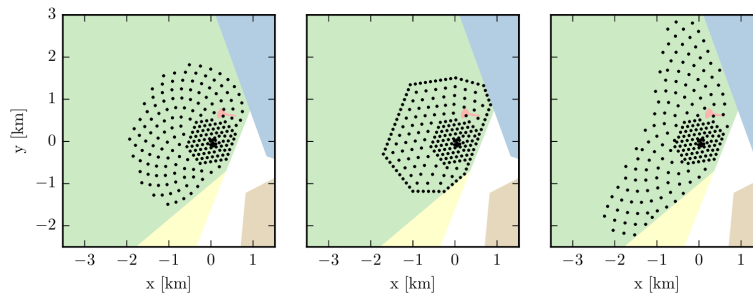 3
2
1
0
−1
−2
y [km]
−3 −2 −1 0 1
−3 −2 −1 0 1
−3 −2 −1 0 1
x [km]
x [km]
x [km]